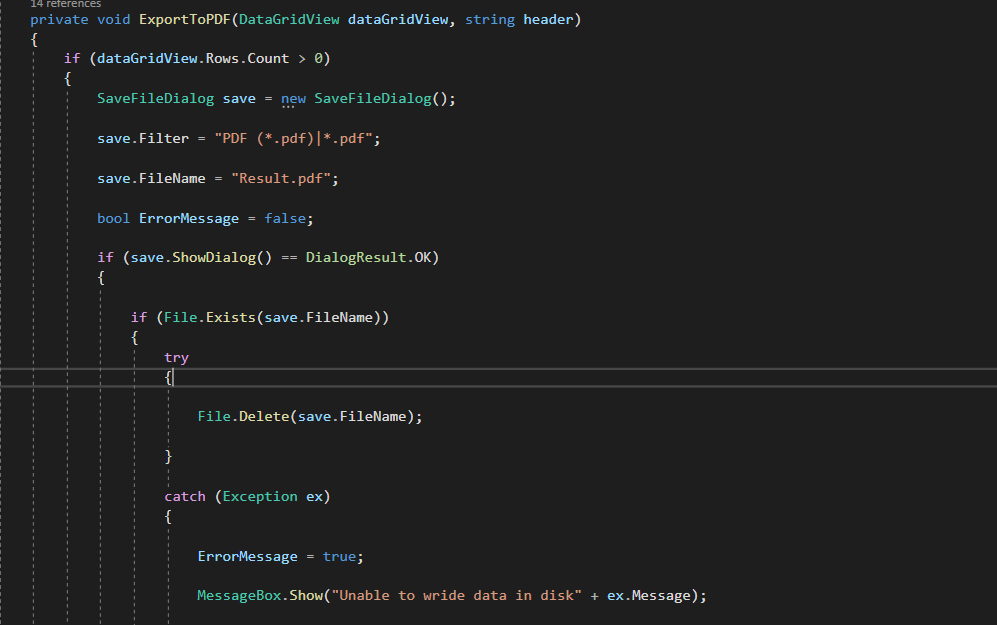 14 references
private void ExportToPDF(DataGridView dataGridView, string header)
{
if (dataGridView.Rows.Count > 0)
{
SaveFileDialog save = new SaveFileDialog();
save.Filter = "PDF (*.pdf)|*.pdf";
save.FileName = "Result.pdf";
bool ErrorMessage = false;
if (save.ShowDialog() == DialogResult.OK)
{
if (File.Exists(save.FileName))
{
try
{
File.Delete(save.FileName);
}
catch (Exception ex)
{
ErrorMessage = true;
MessageBox.Show("Unable to wride data in disk" + ex.Message);